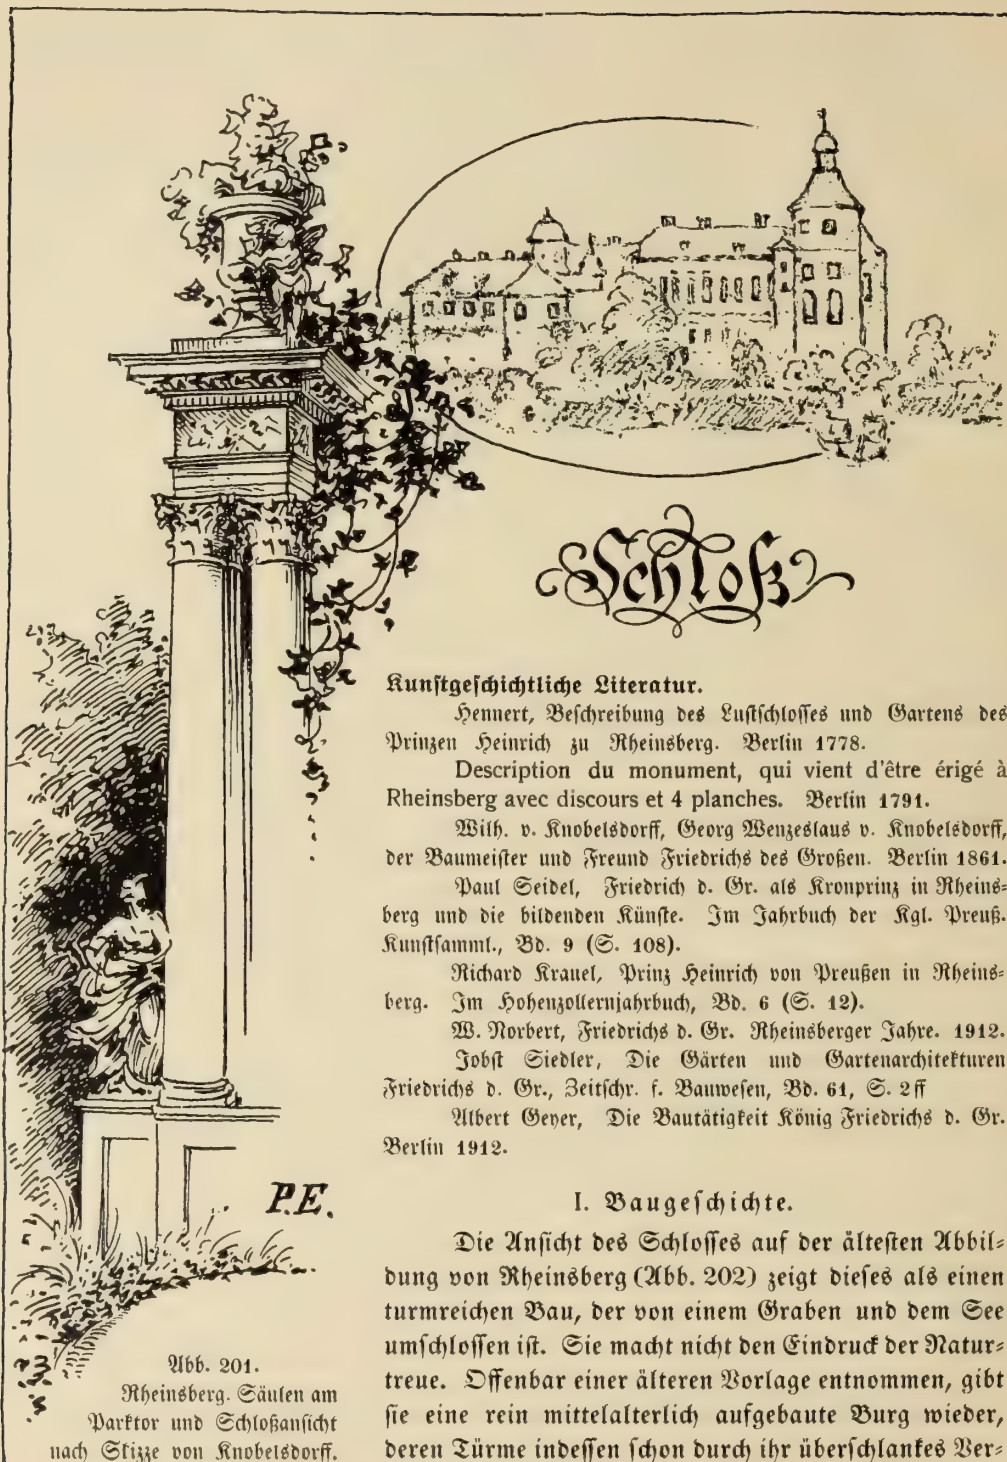 Schloß
Kunstgeschichtliche Literatur.
Hennert, Beschreibung des Lustschlosses und Gartens des
Prinzen Heinrich zu Rheinsberg. Berlin 1778.
Description du monument, qui vient d'être érigé à
Rheinsberg avec discours et 4 planches. Berlin 1791.
Wilh. v. Knobelsdorff, Georg Wenzeslaus v. Knobelsdorff,
der Baumeister und Freund Friedrichs des Großen. Berlin 1861.
Paul Seidel, Friedrich d. Gr. als Kronprinz in Rheins-
berg und die bildenden Künste. Im Jahrbuch der Kgl. Preuß.
Kunstsamml., Bd. 9 (S. 108).
Richard Krauel, Prinz Heinrich von Preußen in Rheins-
berg. Im Hohenzollernjahrbuch, Bd. 6 (S. 12).
W. Norbert, Friedrichs d. Gr. Rheinsberger Jahre. 1912.
Jobst Siedler, Die Gärten und Gartenarchitekturen
Friedrichs d. Gr., Zeitschr. f. Bauwesen, Bd. 61, S. 2ff
Albert Geyer, Die Bautätigkeit König Friedrichs d. Gr.
Berlin 1912.
I. Baugeschichte.
Die Ansicht des Schlosses auf der ältesten Abbil-
dung von Rheinsberg (Abb. 202) zeigt dieses als einen
turmreichen Bau, der von einem Graben und dem See
umschlossen ist. Sie macht nicht den Eindruck der Natur-
treue. Offenbar einer älteren Vorlage entnommen, gibt
sie eine rein mittelalterlich aufgebaute Burg wieder,
deren Türme indessen schon durch ihr überschlankes Ver-
P.E.
Abb. 201.
Rheinsberg. Säulen am
Parktor und Schloßansicht
nach Skizze von Knobelsdorff.